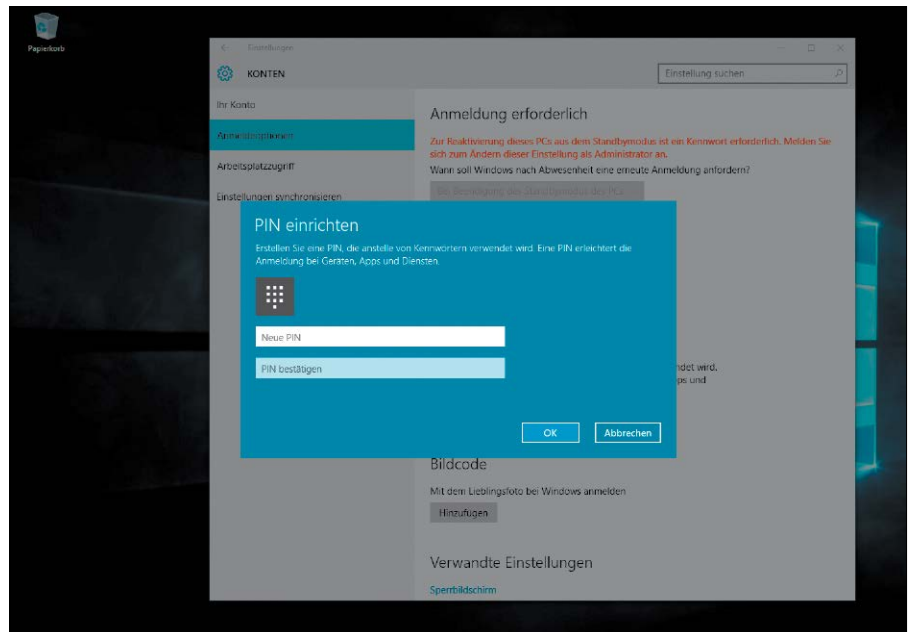 Papierkorb
Einstellungen
KONTEN
Einstellung suchen
Ihr Konto
Anmeldeoptionen
Arbeitsplatzzugriff
Einstellungen synchronisieren
Anmeldung erforderlich
Zur Reaktivierung dieses PCs aus dem Standbymodus ist ein Kennwort erforderlich. Melden Sie
sich zum Ändern dieser Einstellung als Administrator an.
Wann soll Windows nach Abwesenheit eine erneute Anmeldung anfordern?
des Standbymodus des PCs
PIN einrichten
Erstellen Sie eine PIN, die anstelle von Kennwörtern verwendet wird. Eine PIN erleichtert die
Anmeldung bei Geräten, Apps und Diensten.
Neue PIN
PIN bestätigen
ndet wird.
ps und
OK
Abbrechen
Bildcode
Mit dem Lieblingsfoto bei Windows anmelden
Hinzufügen
Verwandte Einstellungen
Sperrbildschirm